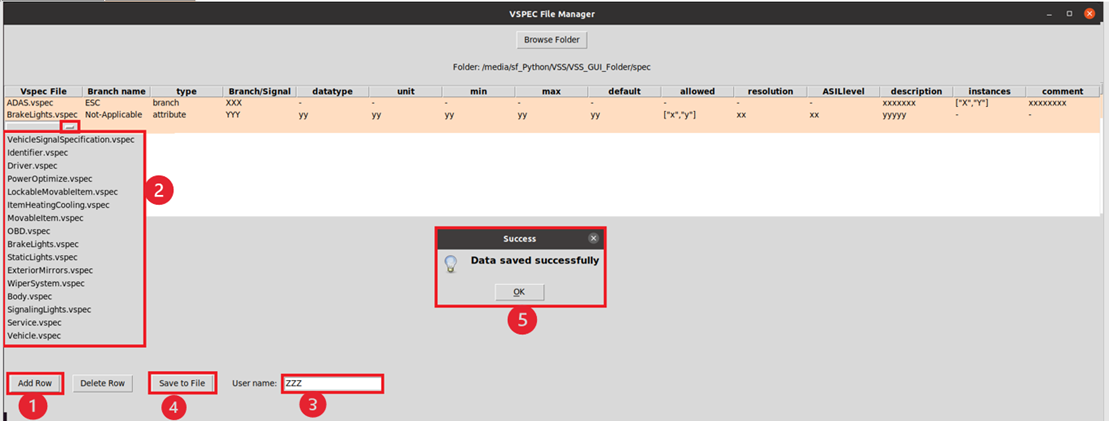 VSPEC File Manager
Browse Folder
Folder: /media/sf_Python/VSS/VSS_GUI_Folder/spec
Vspec File Branch name type Branch/Signal datatype unit min max default allowed resolution ASILlevel description instances comment
ADAS.vspec ESC branch XXX - - - - - - - - xxxxxxx ["X","Y"] xxxxxxxx
BrakeLights.vspec Not-Applicable attribute YYY yy yy yy yy yy ["x","y"] xx xx yyyyy - -
VehicleSignalSpecification.vspec
Identifier.vspec
Driver.vspec
PowerOptimize.vspec
LockableMovableItem.vspec
ItemHeatingCooling.vspec
MovableItem.vspec
OBD.vspec
BrakeLights.vspec
StaticLights.vspec
ExteriorMirrors.vspec
WiperSystem.vspec
Body.vspec
SignalingLights.vspec
Service.vspec
Vehicle.vspec
2
Success
Data saved successfully
OK
5
Add Row Delete Row Save to File User name: ZZZ
1 4 3